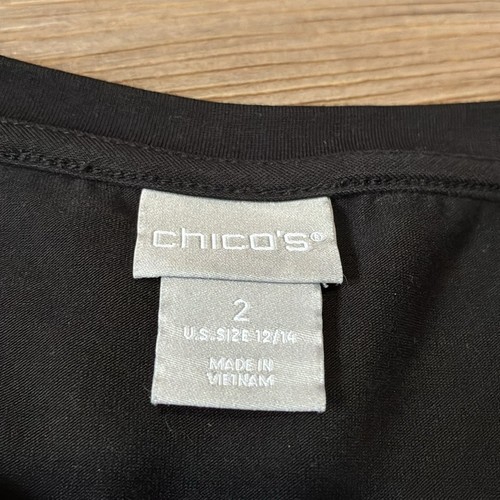 chico's®
2
U.S. SIZE 12/14
MADE IN
VIETNAM